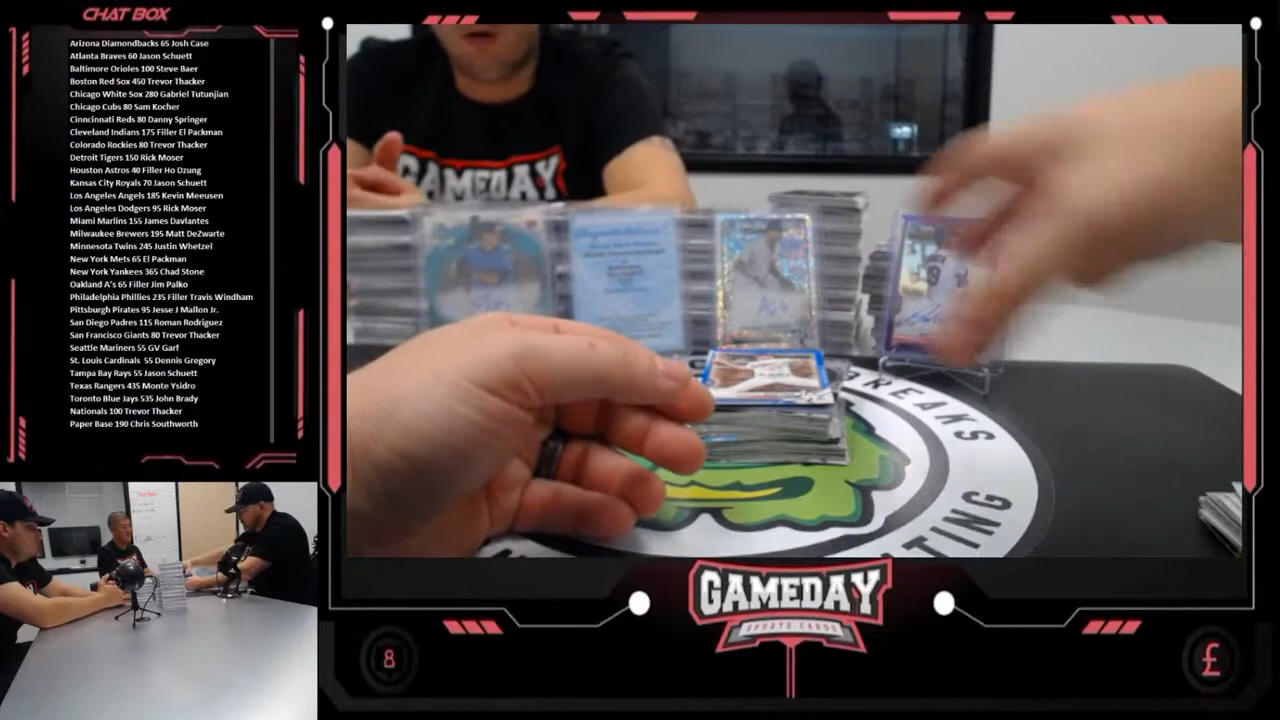 CHAT BOX
Arizona Diamondbacks 65 Josh Case
Atlanta Braves 60 Jason Schuett
Baltimore Orioles 100 Steve Baer
Boston Red Sox 450 Trevor Thacker
Chicago White Sox 280 Gabriel Tutunjian
Chicago Cubs 80 Sam Kocher
Cinncinati Reds 80 Danny Springer
Cleveland Indians 175 Filler El Packman
Colorado Rockies 80 Trevor Thacker
Detroit Tigers 150 Rick Moser
Houston Astros 40 Filler Ho Dzung
Kansas City Royals 70 Jason Schuett
Los Angeles Angels 185 Kevin Meeusen
Los Angeles Dodgers 95 Rick Moser
Miami Marlins 155 James Davlantes
Milwaukee Brewers 195 Matt DeZwarte
Minnesota Twins 245 Justin Whetzel
New York Mets 65 El Packman
New York Yankees 365 Chad Stone
Oakland A's 65 Filler Jim Palko
Philadelphia Phillies 235 Filler Travis Windham
Pittsburgh Pirates 95 Jesse J Mallon Jr.
San Diego Padres 115 Roman Rodriguez
San Francisco Giants 80 Trevor Thacker
Seattle Mariners 55 GV Garf
St. Louis Cardinals 55 Dennis Gregory
Tampa Bay Rays 55 Jason Schuett
Texas Rangers 435 Monte Ysidro
Toronto Blue Jays 535 John Brady
Nationals 100 Trevor Thacker
Paper Base 190 Chris Southworth
GAMEDAY
BREAKS
TING
GAMEDAY
SPORTS CARDS
8
£